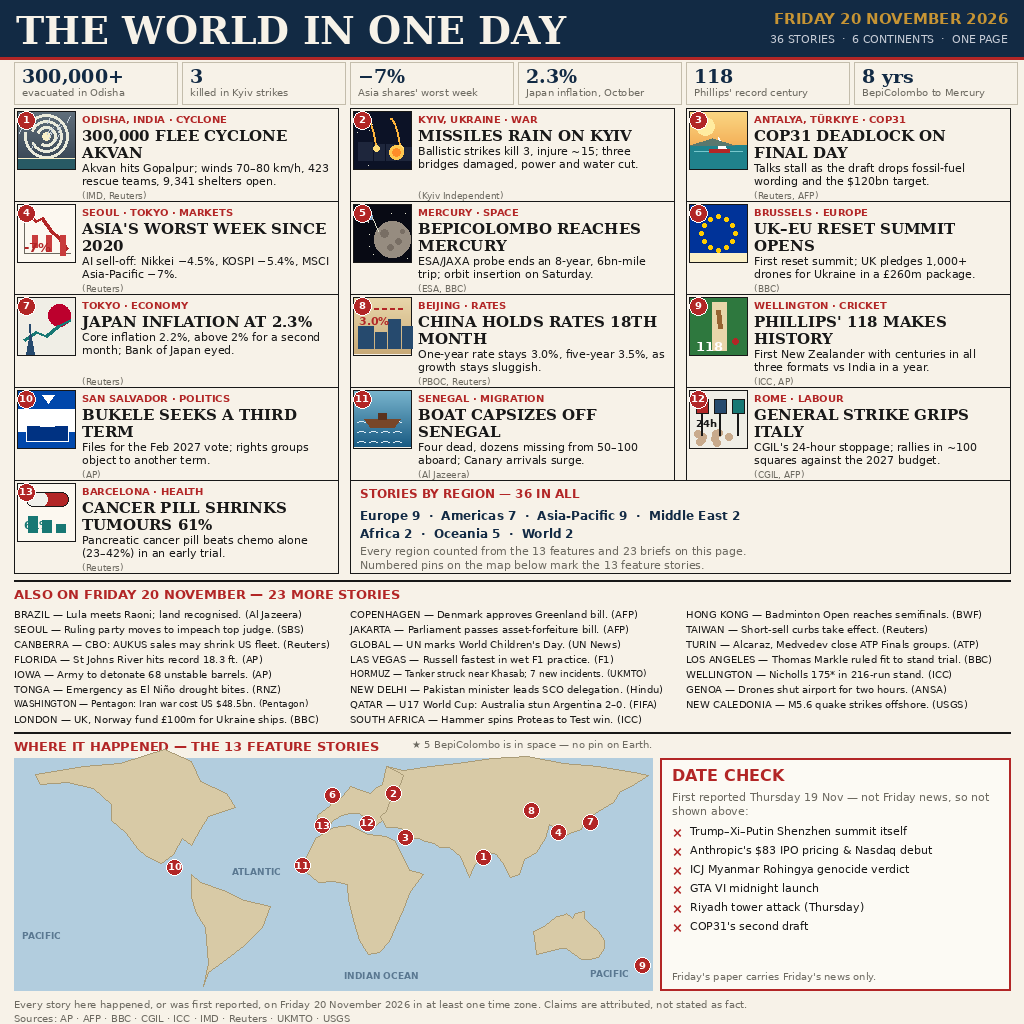 THE WORLD IN ONE DAY
FRIDAY 20 NOVEMBER 2026
36 STORIES · 6 CONTINENTS · ONE PAGE
300,000+
evacuated in Odisha
3
killed in Kyiv strikes
−7%
Asia shares' worst week
2.3%
Japan inflation, October
118
Phillips' record century
8 yrs
BepiColombo to Mercury
1
ODISHA, INDIA · CYCLONE
300,000 FLEE CYCLONE
AKVAN
Akvan hits Gopalpur; winds 70–80 km/h, 423
rescue teams, 9,341 shelters open.
(IMD, Reuters)
2
KYIV, UKRAINE · WAR
MISSILES RAIN ON KYIV
Ballistic strikes kill 3, injure ~15; three
bridges damaged, power and water cut.
(Kyiv Independent)
3
ANTALYA, TÜRKIYE · COP31
COP31 DEADLOCK ON
FINAL DAY
Talks stall as the draft drops fossil-fuel
wording and the $120bn target.
(Reuters, AFP)
4
-7%
SEOUL · TOKYO · MARKETS
ASIA'S WORST WEEK SINCE
2020
AI sell-off: Nikkei −4.5%, KOSPI −5.4%, MSCI
Asia-Pacific −7%.
(Reuters)
5
MERCURY · SPACE
BEPICOLOMBO REACHES
MERCURY
ESA/JAXA probe ends an 8-year, 6bn-mile
trip; orbit insertion on Saturday.
(ESA, BBC)
6
BRUSSELS · EUROPE
UK–EU RESET SUMMIT
OPENS
First reset summit; UK pledges 1,000+
drones for Ukraine in a £260m package.
(BBC)
7
TOKYO · ECONOMY
JAPAN INFLATION AT 2.3%
Core inflation 2.2%, above 2% for a second
month; Bank of Japan eyed.
(Reuters)
8
3.0%
BEIJING · RATES
CHINA HOLDS RATES 18TH
MONTH
One-year rate stays 3.0%, five-year 3.5%, as
growth stays sluggish.
(PBOC, Reuters)
9
118
WELLINGTON · CRICKET
PHILLIPS' 118 MAKES
HISTORY
First New Zealander with centuries in all
three formats vs India in a year.
(ICC, AP)
10
SAN SALVADOR · POLITICS
BUKELE SEEKS A THIRD
TERM
Files for the Feb 2027 vote; rights groups
object to another term.
(AP)
11
SENEGAL · MIGRATION
BOAT CAPSIZES OFF
SENEGAL
Four dead, dozens missing from 50–100
aboard; Canary arrivals surge.
(Al Jazeera)
12
24h
ROME · LABOUR
GENERAL STRIKE GRIPS
ITALY
CGIL's 24-hour stoppage; rallies in ~100
squares against the 2027 budget.
(CGIL, AFP)
13
BARCELONA · HEALTH
CANCER PILL SHRINKS
TUMOURS 61%
Pancreatic cancer pill beats chemo alone
(23–42%) in an early trial.
(Reuters)
STORIES BY REGION — 36 IN ALL
Europe 9 · Americas 7 · Asia-Pacific 9 · Middle East 2
Africa 2 · Oceania 5 · World 2
Every region counted from the 13 features and 23 briefs on this page.
Numbered pins on the map below mark the 13 feature stories.
ALSO ON FRIDAY 20 NOVEMBER — 23 MORE STORIES
BRAZIL — Lula meets Raoni; land recognised. (Al Jazeera)
SEOUL — Ruling party moves to impeach top judge. (SBS)
CANBERRA — CBO: AUKUS sales may shrink US fleet. (Reuters)
FLORIDA — St Johns River hits record 18.3 ft. (AP)
IOWA — Army to detonate 68 unstable barrels. (AP)
TONGA — Emergency as El Niño drought bites. (RNZ)
WASHINGTON — Pentagon: Iran war cost US $48.5bn. (Pentagon)
LONDON — UK, Norway fund £100m for Ukraine ships. (BBC)
COPENHAGEN — Denmark approves Greenland bill. (AFP)
JAKARTA — Parliament passes asset-forfeiture bill. (AFP)
GLOBAL — UN marks World Children's Day. (UN News)
LAS VEGAS — Russell fastest in wet F1 practice. (F1)
HORMUZ — Tanker struck near Khasab; 7 new incidents. (UKMTO)
NEW DELHI — Pakistan minister leads SCO delegation. (Hindu)
QATAR — U17 World Cup: Australia stun Argentina 2–0. (FIFA)
SOUTH AFRICA — Hammer spins Proteas to Test win. (ICC)
HONG KONG — Badminton Open reaches semifinals. (BWF)
TAIWAN — Short-sell curbs take effect. (Reuters)
TURIN — Alcaraz, Medvedev close ATP Finals groups. (ATP)
LOS ANGELES — Thomas Markle ruled fit to stand trial. (BBC)
WELLINGTON — Nicholls 175* in 216-run stand. (ICC)
GENOA — Drones shut airport for two hours. (ANSA)
NEW CALEDONIA — M5.6 quake strikes offshore. (USGS)
WHERE IT HAPPENED — THE 13 FEATURE STORIES
★ 5 BepiColombo is in space — no pin on Earth.
6
2
8
13
12
3
4
7
10
11
1
ATLANTIC
PACIFIC
INDIAN OCEAN
PACIFIC
9
DATE CHECK
First reported Thursday 19 Nov — not Friday news, so not
shown above:
× Trump–Xi–Putin Shenzhen summit itself
× Anthropic's $83 IPO pricing & Nasdaq debut
× ICJ Myanmar Rohingya genocide verdict
× GTA VI midnight launch
× Riyadh tower attack (Thursday)
× COP31's second draft
Friday's paper carries Friday's news only.
Every story here happened, or was first reported, on Friday 20 November 2026 in at least one time zone. Claims are attributed, not stated as fact.
Sources: AP · AFP · BBC · CGIL · ICC · IMD · Reuters · UKMTO · USGS